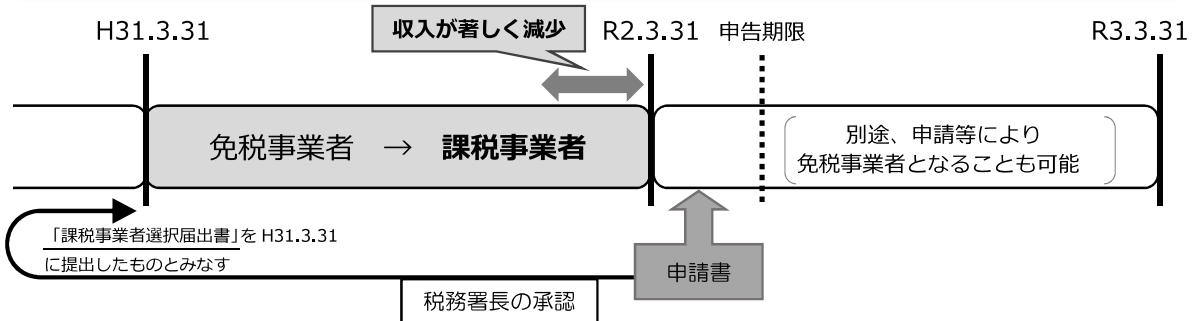 収入が著しく減少
H31.3.31
R2.3.31
申告期限
R3.3.31
免税事業者 → 課税事業者
別途、申請等により
免税事業者となることも可能
「課税事業者選択届出書」を H31.3.31
に提出したものとみなす
申請書
税務署長の承認